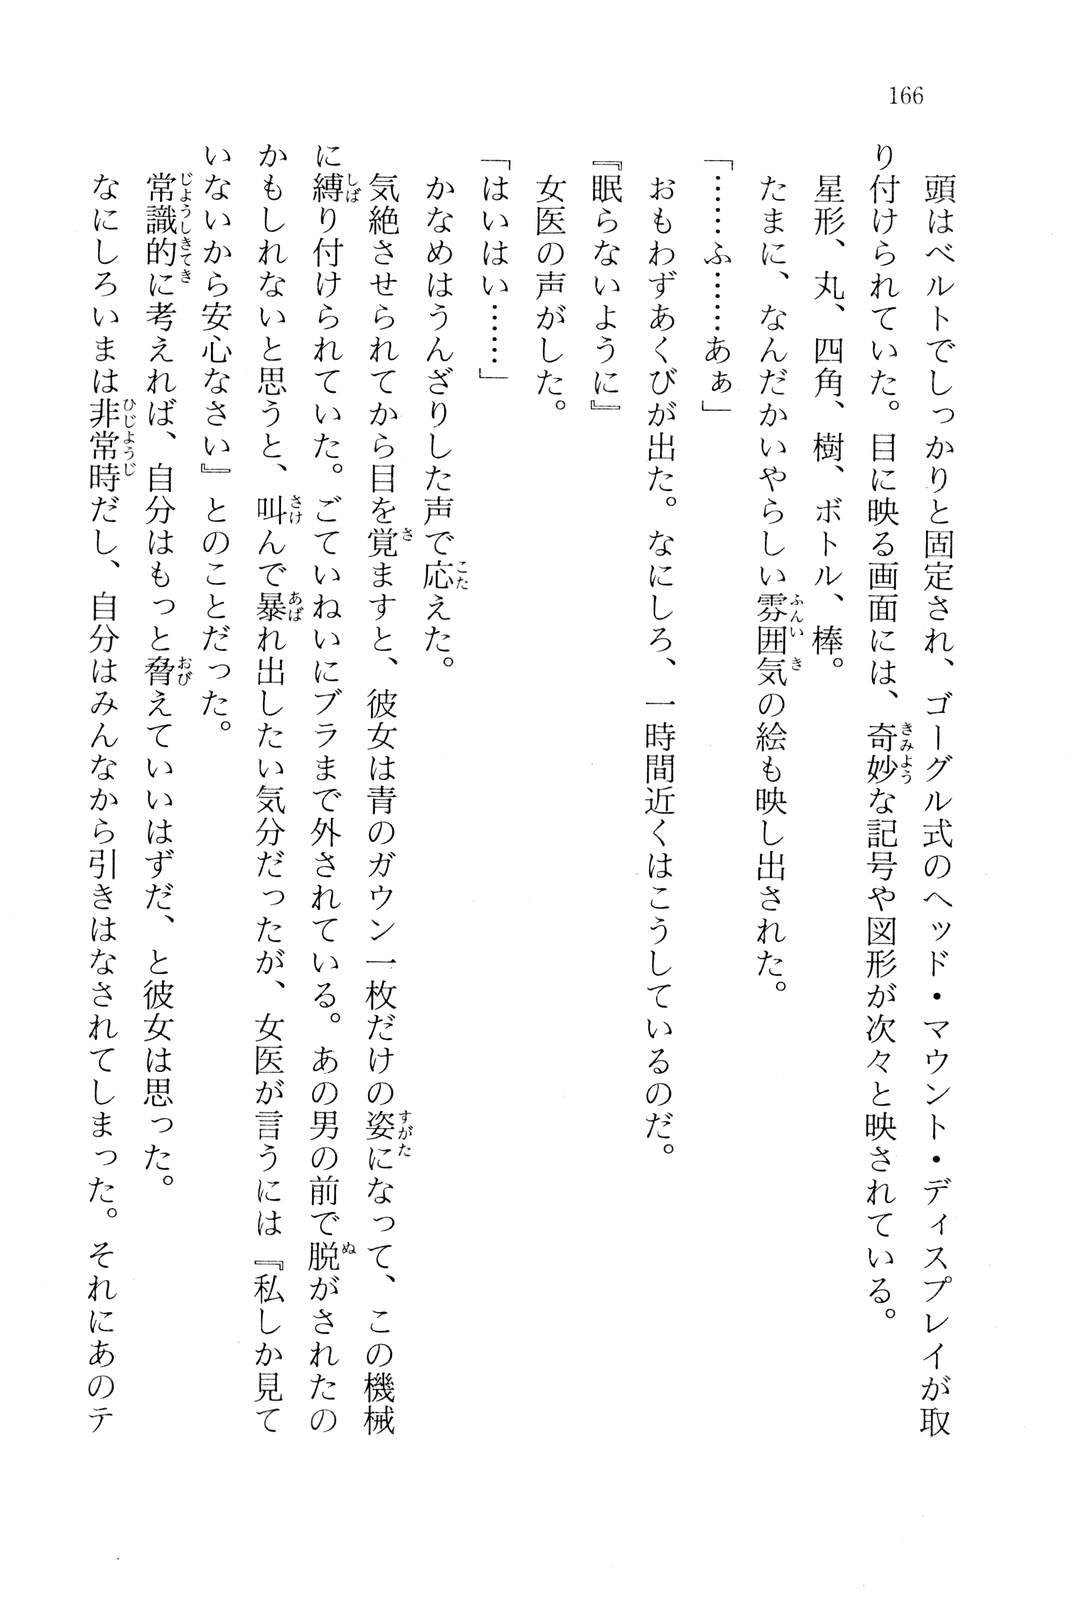 166
頭はベルトでしっかりと固定され、ゴーグル式のヘッド・マウント・ディスプレイが取
り付けられていた。目に映る画面には、奇妙な記号や図形が次々と映されている。
星形、丸、四角、樹、ボトル、棒。
たまに、なんだかいやらしい雰囲気の絵も映し出された。
「……ふ……あぁ」
おもわずあくびが出た。なにしろ、一時間近くはこうしているのだ。
『眠らないように』
女医の声がした。
「はいはい……」
かなめはうんざりした声で応えた。
気絶させられてから目を覚ますと、彼女は青のガウン一枚だけの姿になって、この機械
に縛り付けられていた。ごていねいにブラまで外されている。あの男の前で脱がされたの
かもしれないと思うと、叫んで暴れ出したい気分だったが、女医が言うには『私しか見て
いないから安心なさい』とのことだった。
常識的に考えれば、自分はもっと脅えていいはずだ、と彼女は思った。
なにしろいまは非常時だし、自分はみんなから引きはなされてしまった。それにあのテ